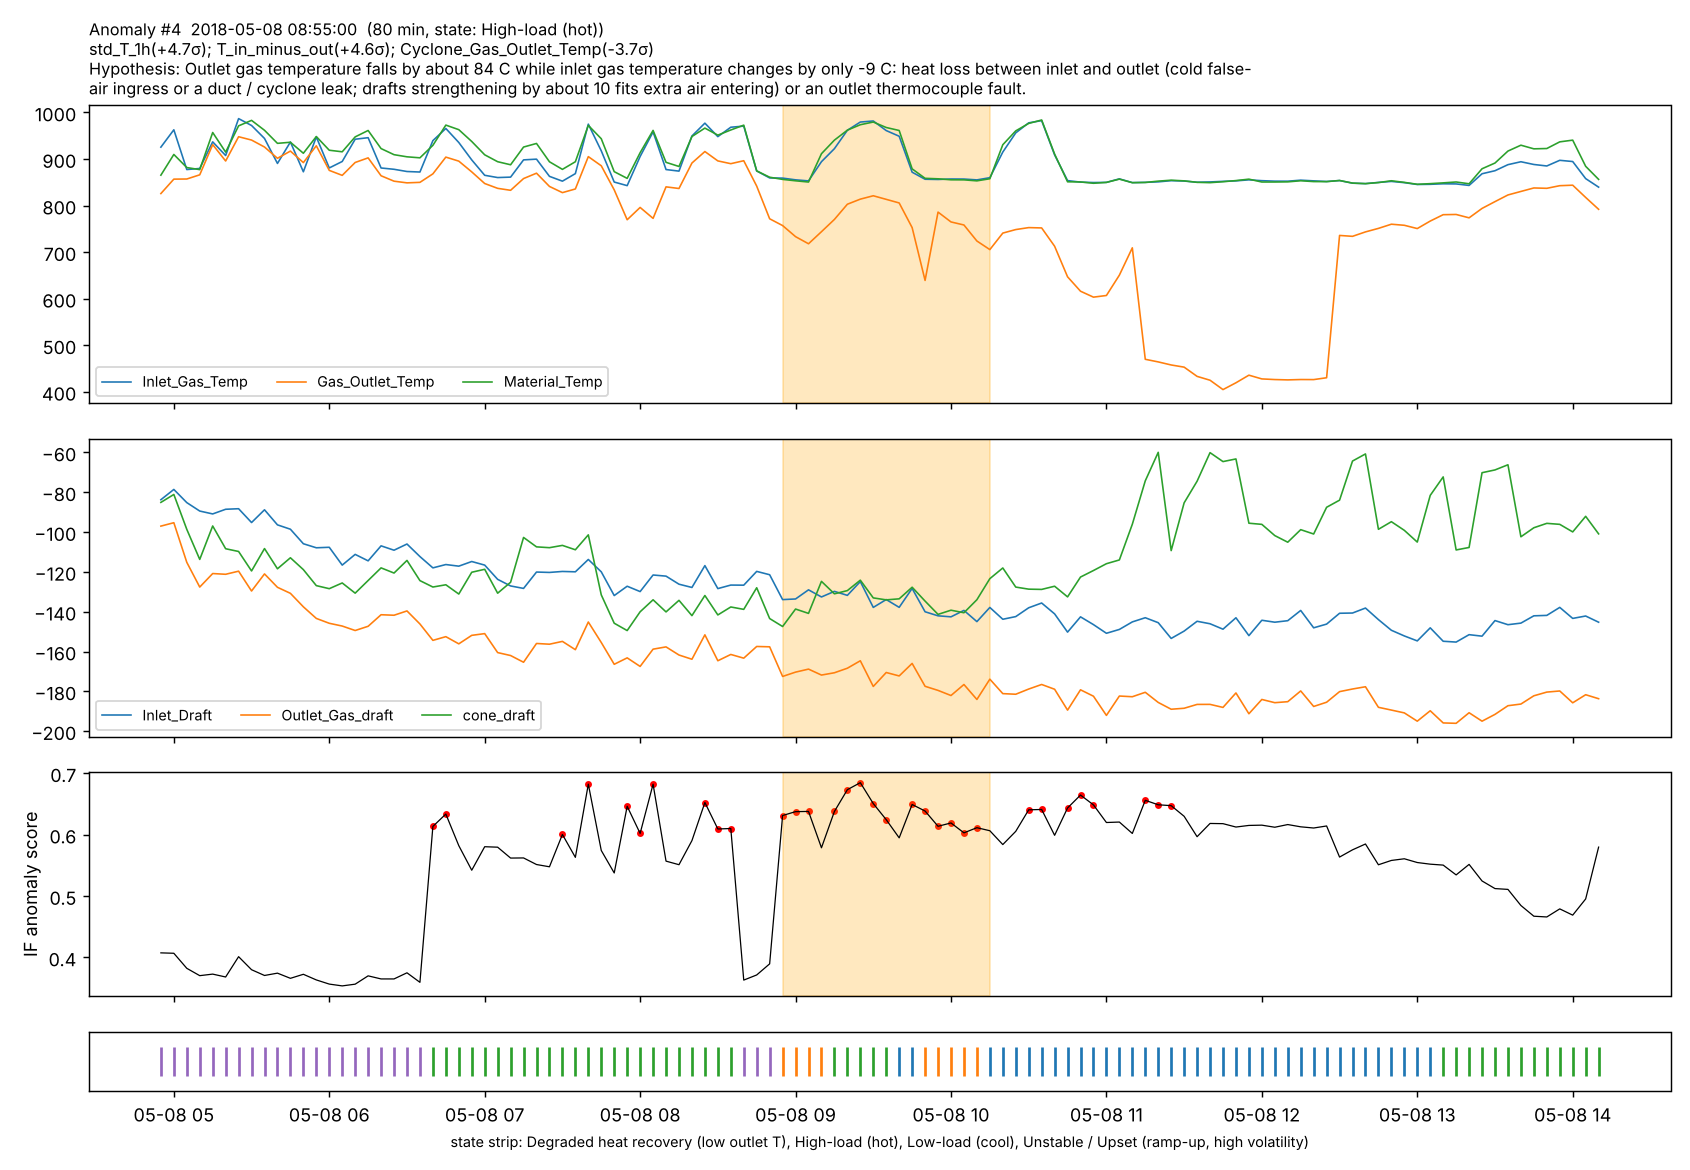 Anomaly #4  2018-05-08 08:55:00  (80 min, state: High-load (hot))
std_T_1h(+4.7σ); T_in_minus_out(+4.6σ); Cyclone_Gas_Outlet_Temp(-3.7σ)
Hypothesis: Outlet gas temperature falls by about 84 C while inlet gas temperature changes by only -9 C: heat loss between inlet and outlet (cold false-
air ingress or a duct / cyclone leak; drafts strengthening by about 10 fits extra air entering) or an outlet thermocouple fault.
1000
900
800
700
600
500
400
Inlet_Gas_Temp
Gas_Outlet_Temp
Material_Temp
−60
−80
−100
−120
−140
−160
−180
−200
Inlet_Draft
Outlet_Gas_draft
cone_draft
IF anomaly score
0.7
0.6
0.5
0.4
05-08 05
05-08 06
05-08 07
05-08 08
05-08 09
05-08 10
05-08 11
05-08 12
05-08 13
05-08 14
state strip: Degraded heat recovery (low outlet T), High-load (hot), Low-load (cool), Unstable / Upset (ramp-up, high volatility)